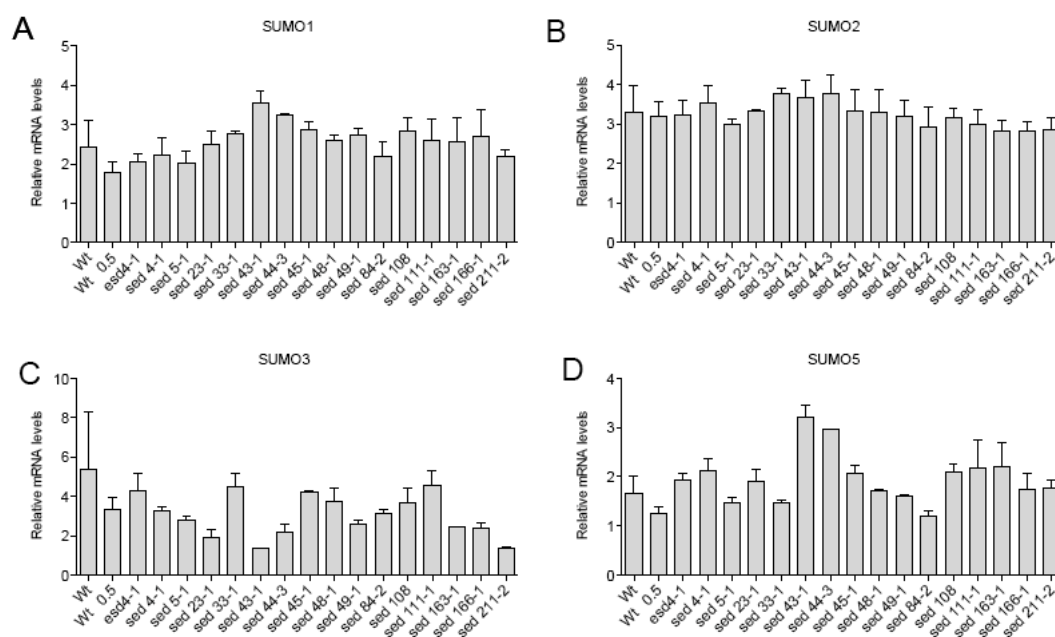 A
SUMO1
Relative mRNA levels
5
4
3
2
1
0
Wt
Wt 0.5
esd4-1
sed 4-1
sed 5-1
sed 23-1
sed 33-1
sed 43-1
sed 44-3
sed 45-1
sed 48-1
sed 49-1
sed 84-2
sed 108
sed 111-1
sed 163-1
sed 166-1
sed 211-2
B
SUMO2
Relative mRNA levels
5
4
3
2
1
0
Wt
Wt 0.5
esd4-1
sed 4-1
sed 5-1
sed 23-1
sed 33-1
sed 43-1
sed 44-3
sed 45-1
sed 48-1
sed 49-1
sed 84-2
sed 108
sed 111-1
sed 163-1
sed 166-1
sed 211-2
C
SUMO3
Relative mRNA levels
10
8
6
4
2
0
Wt
Wt 0.5
esd4-1
sed 4-1
sed 5-1
sed 23-1
sed 33-1
sed 43-1
sed 44-3
sed 45-1
sed 48-1
sed 49-1
sed 84-2
sed 108
sed 111-1
sed 163-1
sed 166-1
sed 211-2
D
SUMO5
Relative mRNA levels
4
3
2
1
0
Wt
Wt 0.5
esd4-1
sed 4-1
sed 5-1
sed 23-1
sed 33-1
sed 43-1
sed 44-3
sed 45-1
sed 48-1
sed 49-1
sed 84-2
sed 108
sed 111-1
sed 163-1
sed 166-1
sed 211-2